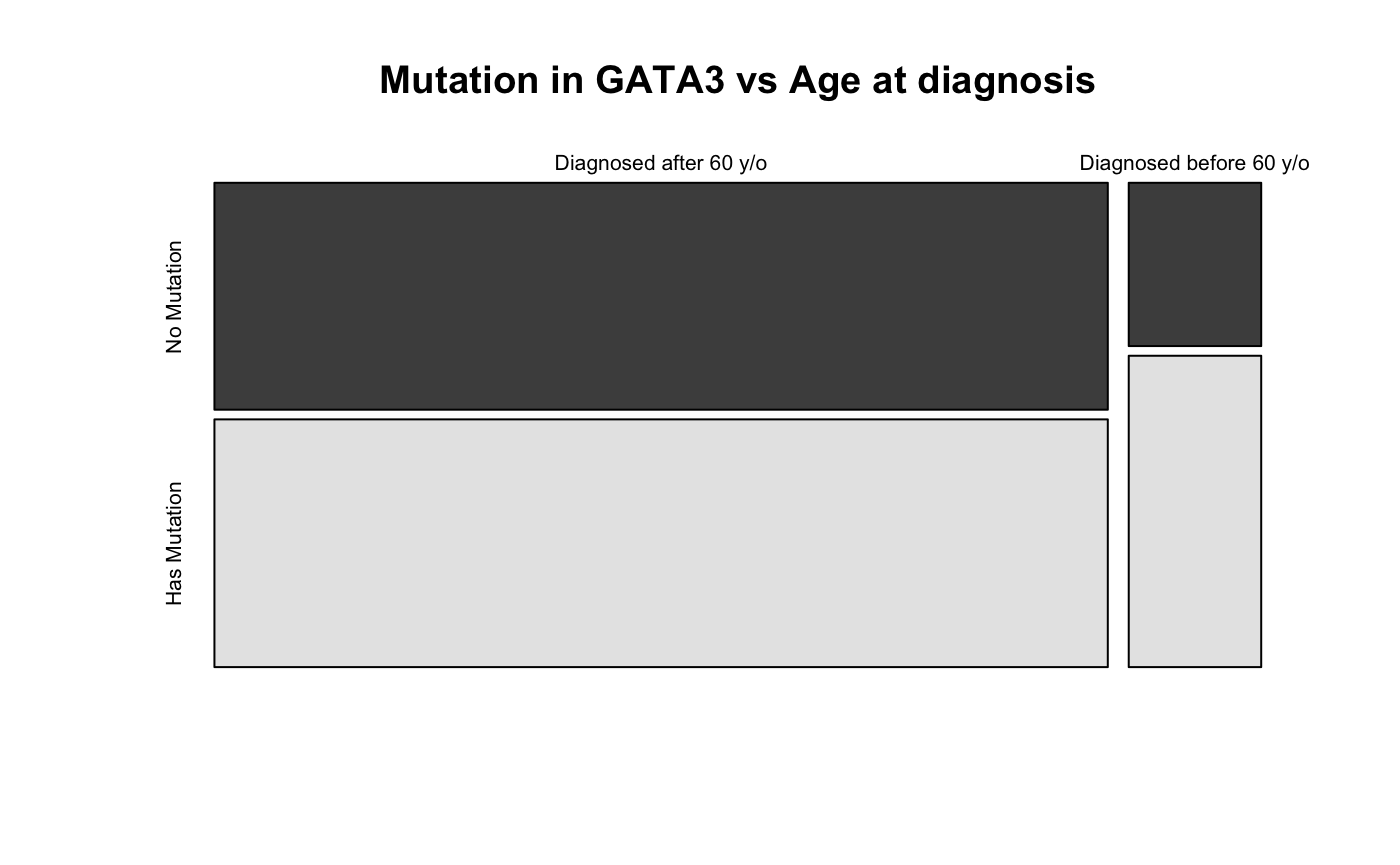 Mutation in GATA3 vs Age at diagnosis
Diagnosed after 60 y/o
Diagnosed before 60 y/o
No Mutation
Has Mutation